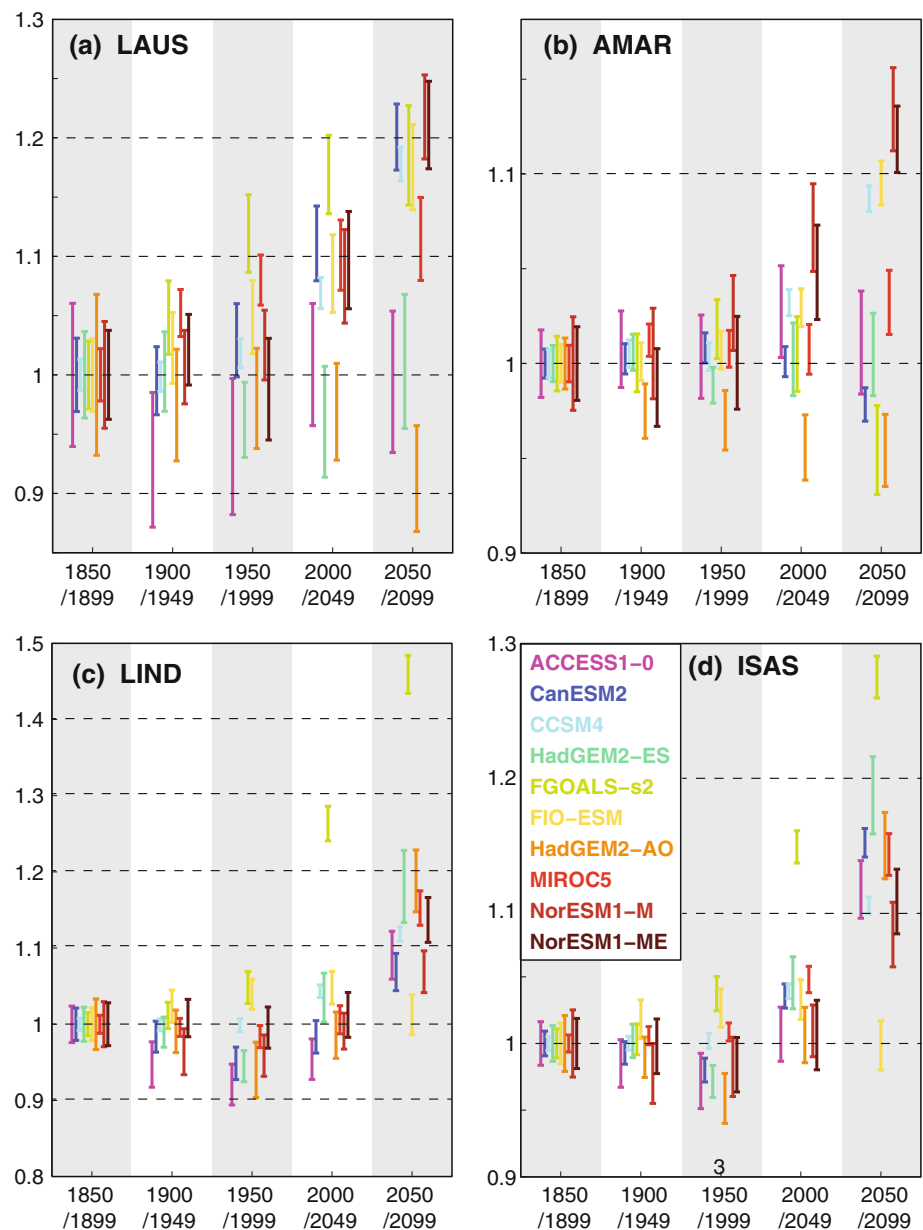 (a) LAUS
1.3
1.2
1.1
1
0.9
1850 1900 1950 2000 2050
/1899 /1949 /1999 /2049 /2099
(b) AMAR
1.1
1
0.9
1850 1900 1950 2000 2050
/1899 /1949 /1999 /2049 /2099
(c) LIND
1.5
1.4
1.3
1.2
1.1
1
0.9
0.8
1850 1900 1950 2000 2050
/1899 /1949 /1999 /2049 /2099
(d) ISAS
1.3
1.2
1.1
1
0.9
ACCESS1-0
CanESM2
CCSM4
HadGEM2-ES
FGOALS-s2
FIO-ESM
HadGEM2-AO
MIROC5
NorESM1-M
NorESM1-ME
3
1850 1900 1950 2000 2050
/1899 /1949 /1999 /2049 /2099